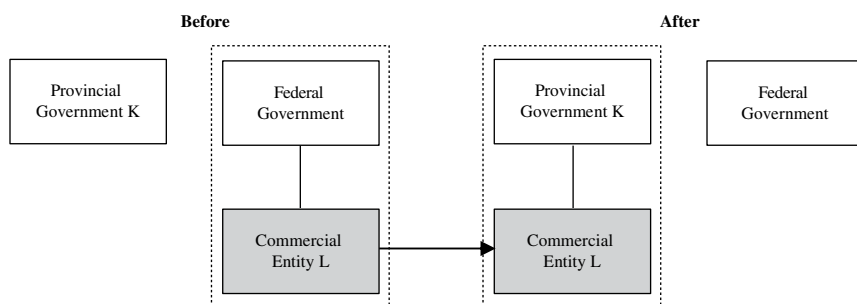 Before
After
Provincial
Government K
Federal
Government
Provincial
Government K
Federal
Government
Commercial
Entity L
Commercial
Entity L